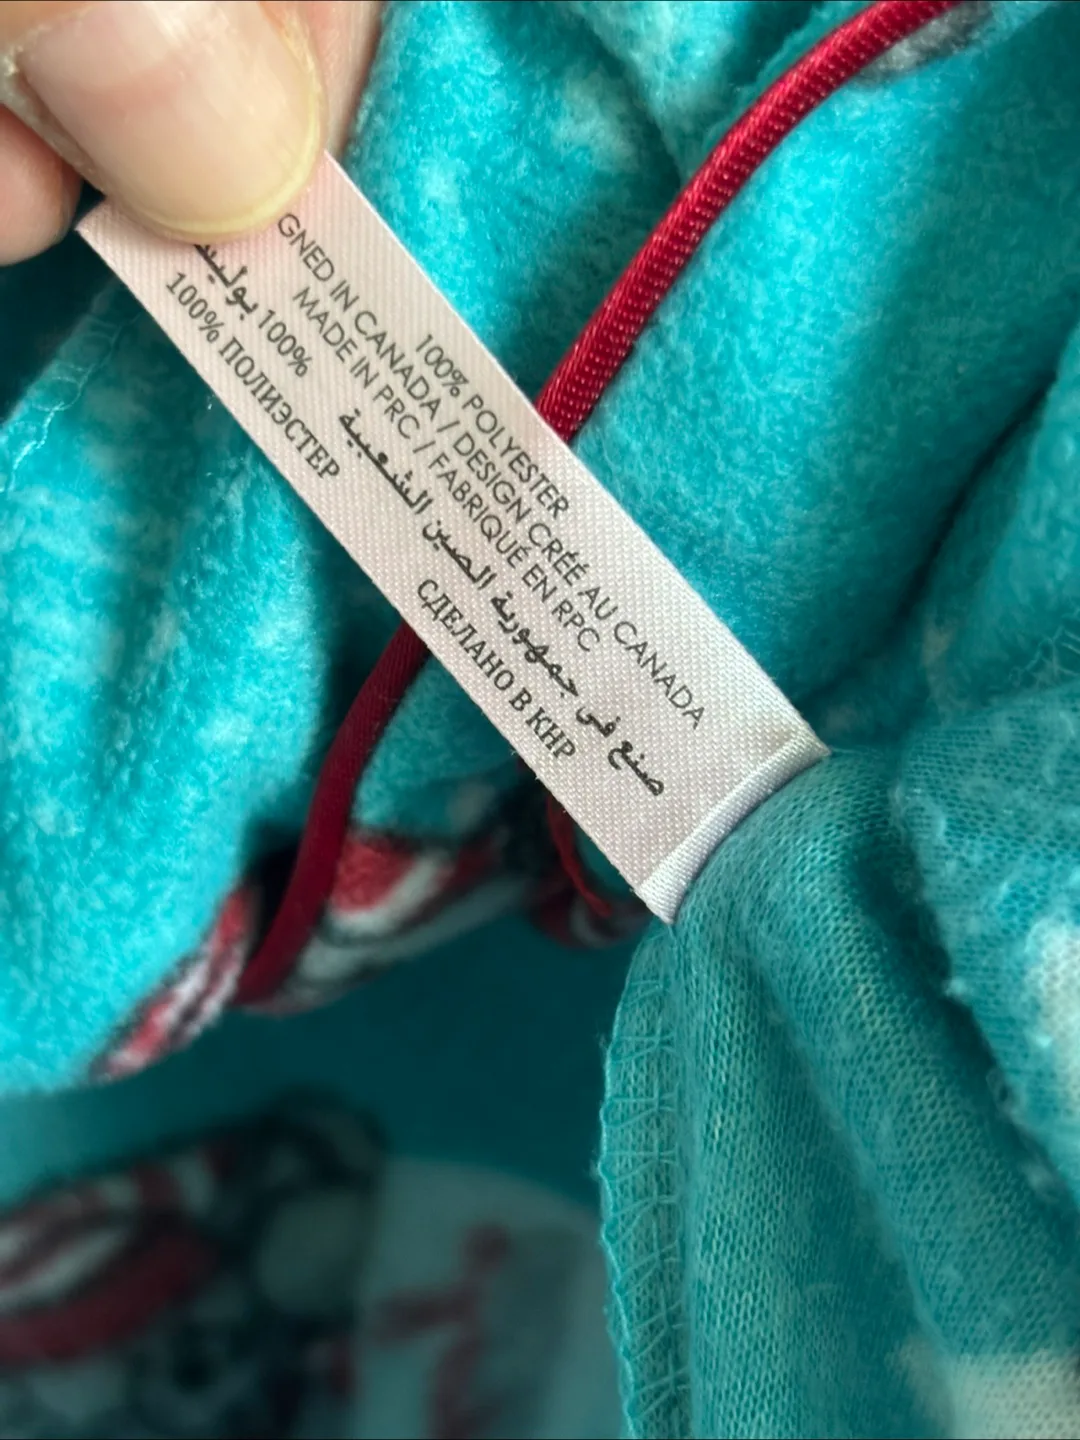 100% POLYESTER
GNED IN CANADA / DESIGN CRÉÉ AU CANADA
MADE IN PRC / FABRIQUÉ EN RPC
100%
صنع في جمهورية الصين الشعبية
100% ПОЛИЭСТЕР
СДЕЛАНО В КНР